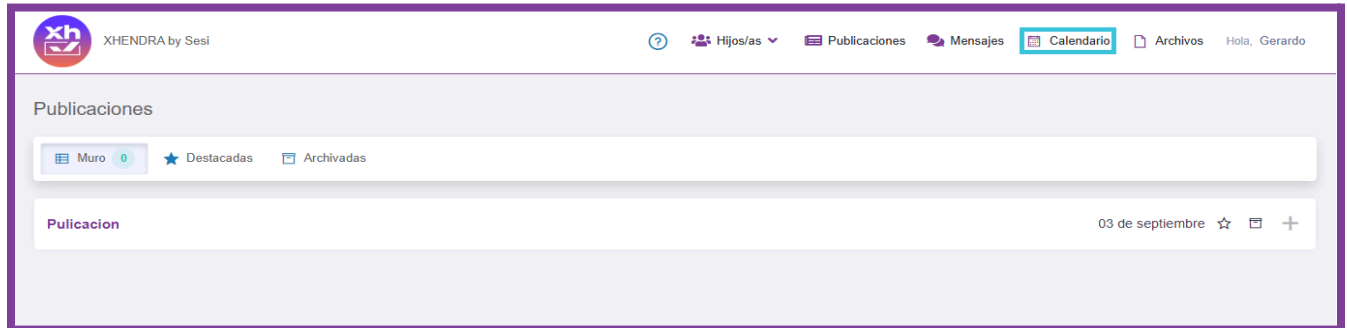 xh XHENDRA by Sesi ? Hijos/as Publicaciones Mensajes Calendario Archivos Hola, Gerardo
Publicaciones
Muro 0 Destacadas Archivadas
Pulicacion 03 de septiembre